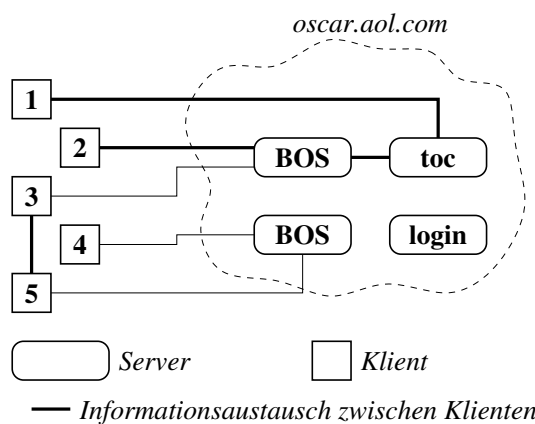 oscar.aol.com
1
2
BOS
toc
3
4
BOS
login
5
Server
Klient
Informationsaustausch zwischen Klienten